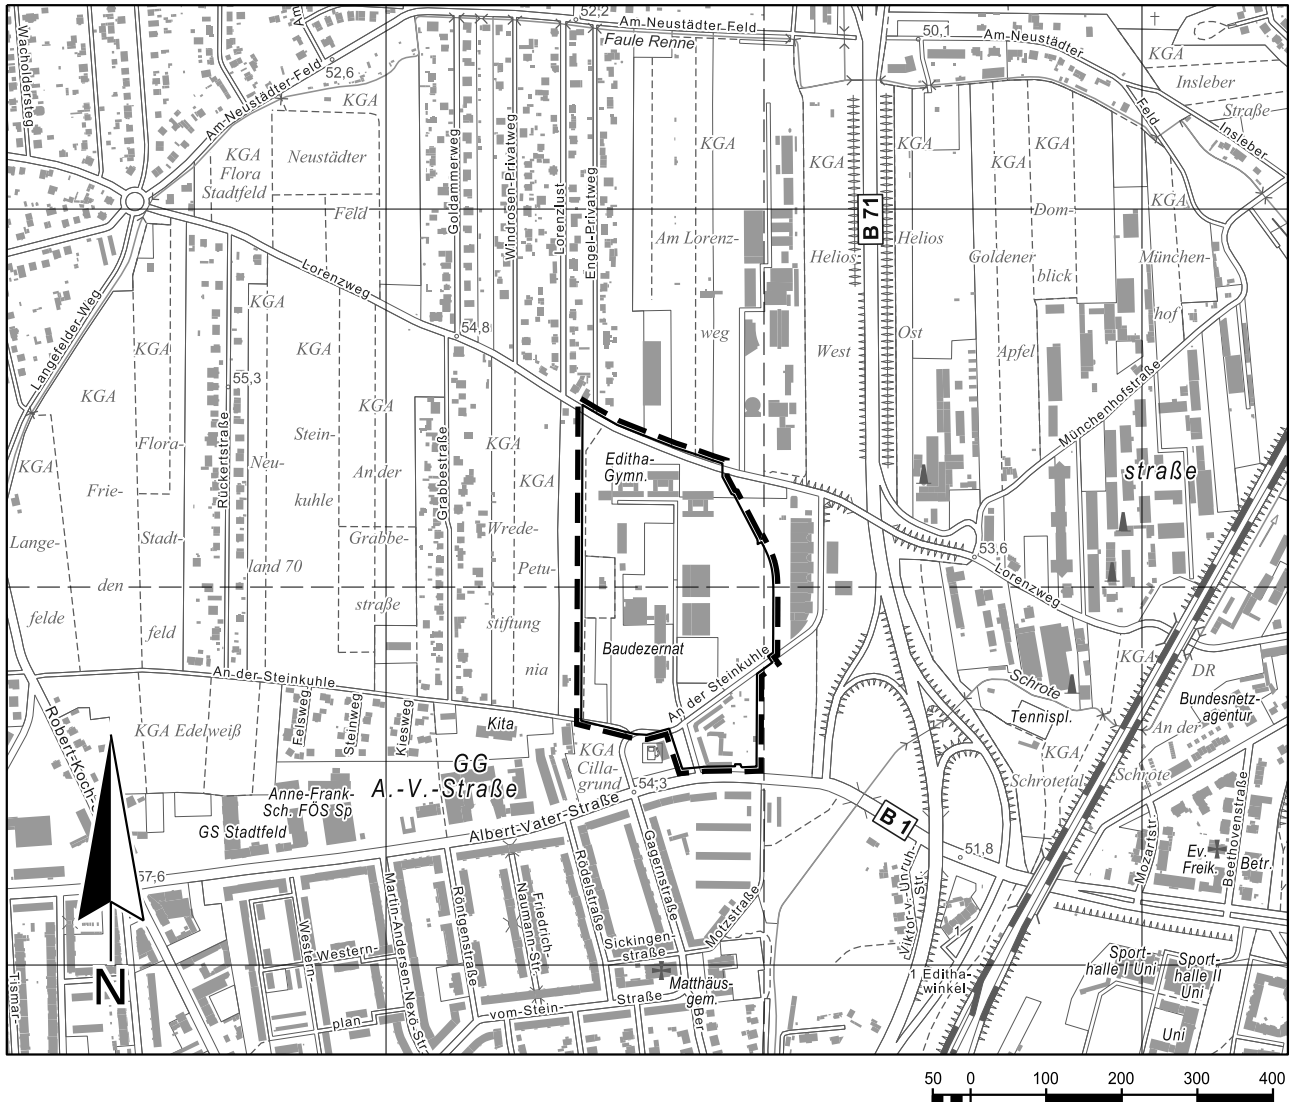 52,2
Am-Neustädter-Feld
Faule Renne
50,1
Am-Neustädter
Feld
KGA
Insleber
Straße
Insleber
Wacholdersteg
Am
52,6
Am-Neustädter-Feld
KGA
KGA
Flora
Stadtfeld
Neustädter
Feld
Goldammerweg
Windrosen-Privatweg
Lorenzlust
Engel-Privatweg
KGA
Am Lorenz-
weg
KGA
Helios
West
B 71
KGA
Helios
Ost
KGA
Goldener
Apfel
KGA
Dom-
blick
KGA
München-
hof
Lorenzweg
54,8
Langefelder-Weg
KGA
KGA
Lange-
felde
KGA
Frie-
den
KGA
Flora-
Stadt-
feld
55,3
Rückertstraße
KGA
Neu-
land 70
KGA
Stein-
kuhle
KGA
An der
Grabbe-
straße
Grabbestraße
KGA
Wrede-
stiftung
KGA
Petu-
nia
Editha-
Gymn.
Baudezernat
Münchenhofstraße
straße
53,6
Lorenzweg
An der Steinkuhle
An der Steinkuhle
Schrote
Tennispl.
KGA
An der
Schrote
DR
Bundesnetz-
agentur
KGA
Schrotetal
Robert-Koch-S
KGA Edelweiß
Felsweg
Steinweg
Kiesweg
Kita
GG
A.-V.-Straße
KGA
Cilla-
grund
54,3
Anne-Frank-
Sch. FÖS Sp
GS Stadtfeld
Albert-Vater-Straße
B 1
51,8
57,6
Mozartstr.
Beethovenstraße
Ev.
Freik.
Betr.
Martin-Andersen-Nexö-Str.
Röntgenstraße
Friedrich-
Naumann-Str.
Rödelstraße
Gagernstraße
Motzstraße
Viktor-v.-Unruh-
Str.
Western-
Western-
plan
Sickingen-
straße
Matthäus-
gem.
vom-Stein-
Straße
Ber
1
1 Editha-
winkel
Sport-
halle I Uni
Sport-
halle II
Uni
Uni
Tismar-
N
50 0 100 200 300 400